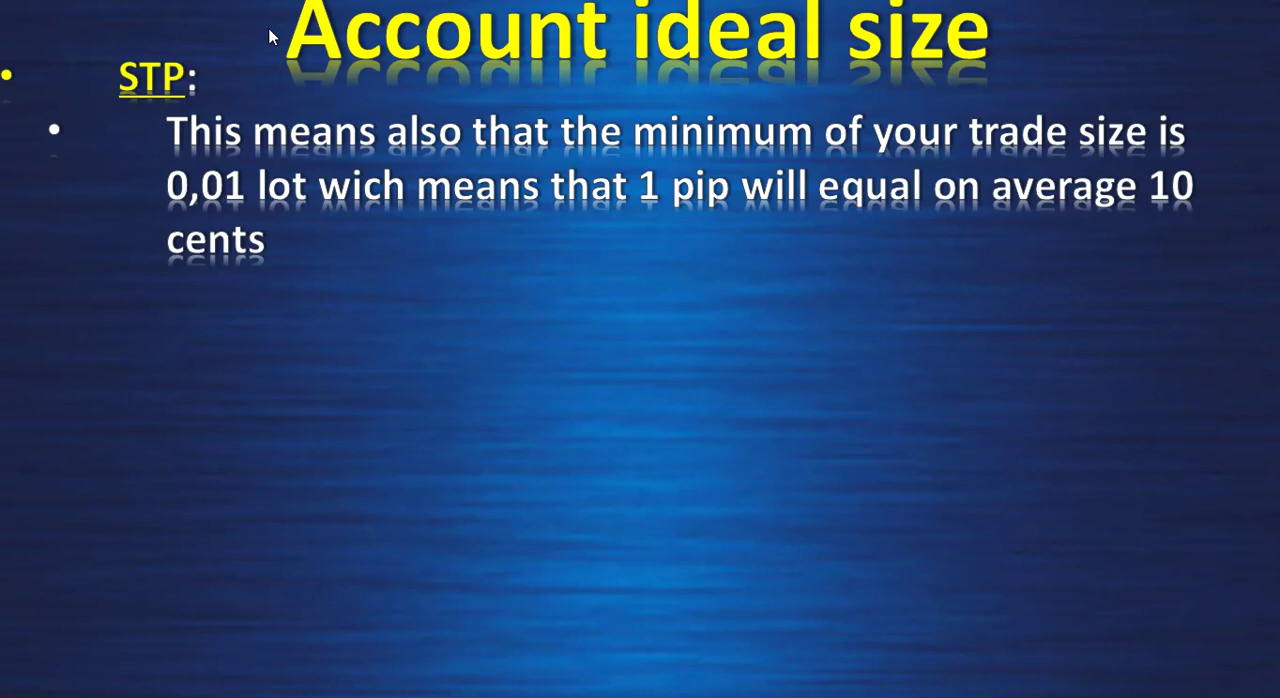 Account ideal size
STP:
This means also that the minimum of your trade size is
0,01 lot wich means that 1 pip will equal on average 10
cents